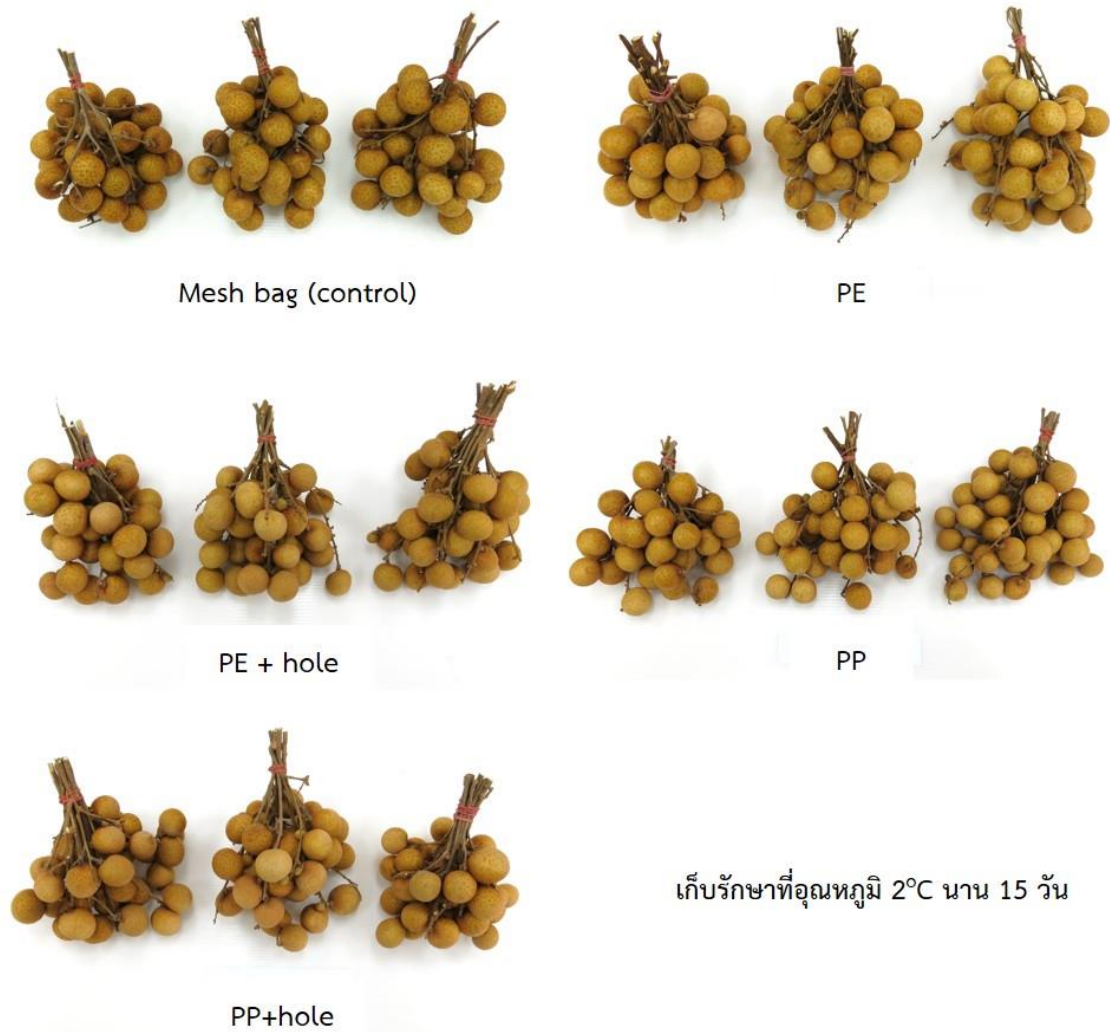 Mesh bag (control)
PE
PE + hole
PP
PP+hole
เก็บรักษาที่อุณหภูมิ 2°C นาน 15 วัน